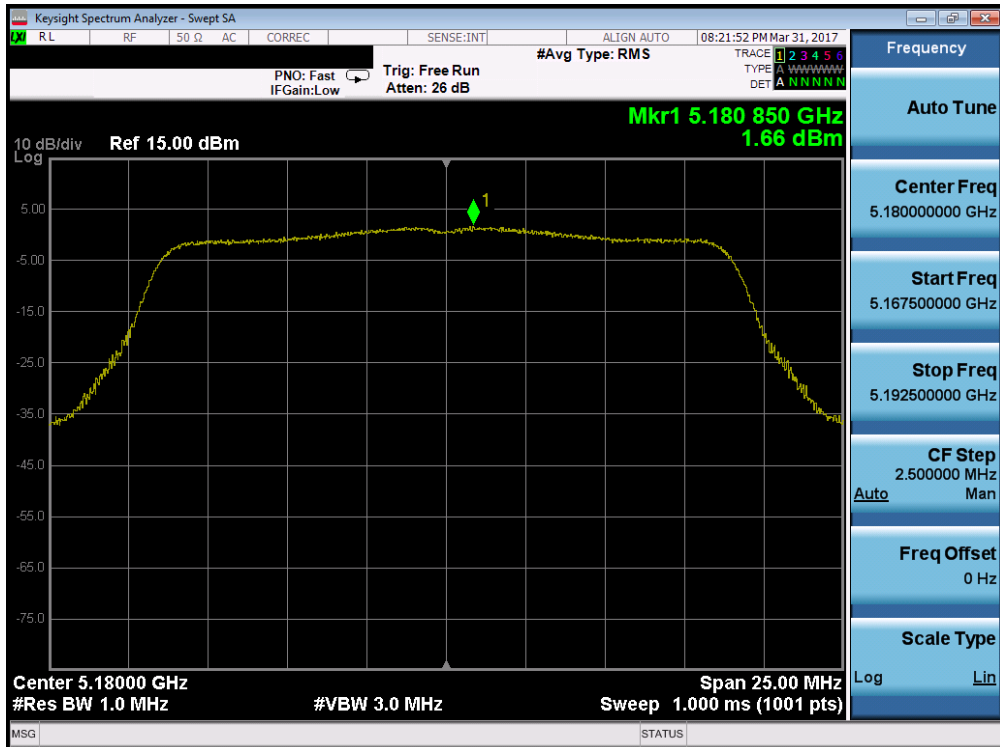 Keysight Spectrum Analyzer - Swept SA
LXI RL RF 50 Ω AC CORREC SENSE:INT ALIGN AUTO 08:21:52 PM Mar 31, 2017
#Avg Type: RMS TRACE 1 2 3 4 5 6
PNO: Fast Trig: Free Run TYPE A WWWWW
IFGain:Low Atten: 26 dB DET A N N N N N
Mkr1 5.180 850 GHz
1.66 dBm
10 dB/div Ref 15.00 dBm
Log
1
5.00
-5.00
-15.0
-25.0
-35.0
-45.0
-55.0
-65.0
-75.0
Center 5.18000 GHz Span 25.00 MHz
#Res BW 1.0 MHz #VBW 3.0 MHz Sweep 1.000 ms (1001 pts)
MSG STATUS
Frequency
Auto Tune
Center Freq
5.180000000 GHz
Start Freq
5.167500000 GHz
Stop Freq
5.192500000 GHz
CF Step
2.500000 MHz
Auto Man
Freq Offset
0 Hz
Scale Type
Log Lin